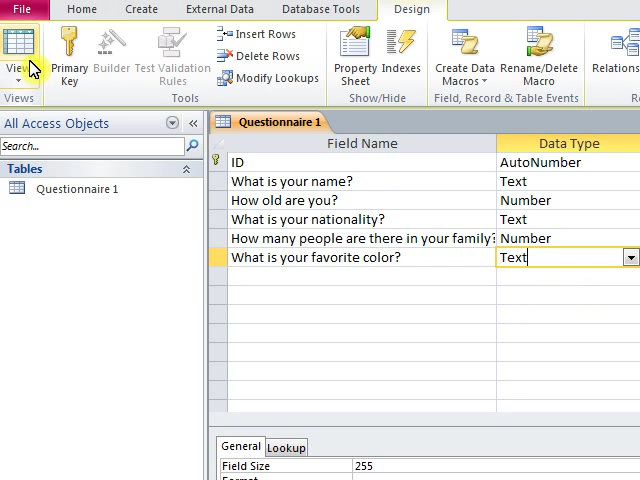 File Home Create External Data Database Tools Design
View Primary Key Builder Test Validation Rules Insert Rows Delete Rows Modify Lookups Property Sheet Indexes Create Data Macros Rename/Delete Macro Relations
Views Tools Show/Hide Field, Record & Table Events Re
All Access Objects
Search...
Tables
Questionnaire 1
Questionnaire 1
Field Name Data Type
ID AutoNumber
What is your name? Text
How old are you? Number
What is your nationality? Text
How many people are there in your family? Number
What is your favorite color? Text
General Lookup
Field Size 255